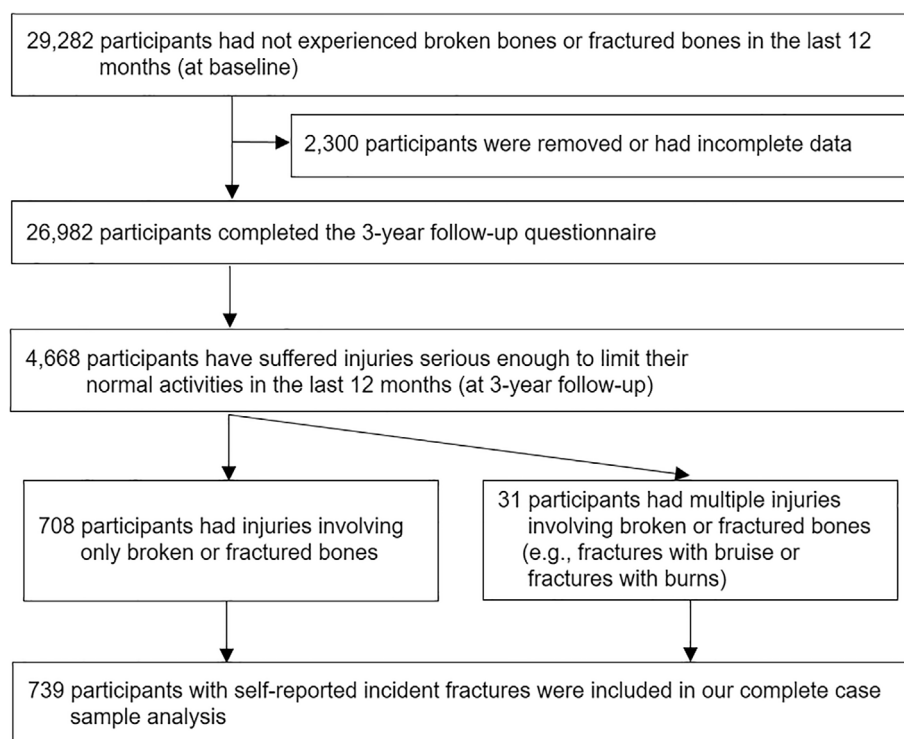 29,282 participants had not experienced broken bones or fractured bones in the last 12
months (at baseline)
2,300 participants were removed or had incomplete data
26,982 participants completed the 3-year follow-up questionnaire
4,668 participants have suffered injuries serious enough to limit their
normal activities in the last 12 months (at 3-year follow-up)
708 participants had injuries involving
only broken or fractured bones
31 participants had multiple injuries
involving broken or fractured bones
(e.g., fractures with bruise or
fractures with burns)
739 participants with self-reported incident fractures were included in our complete case
sample analysis